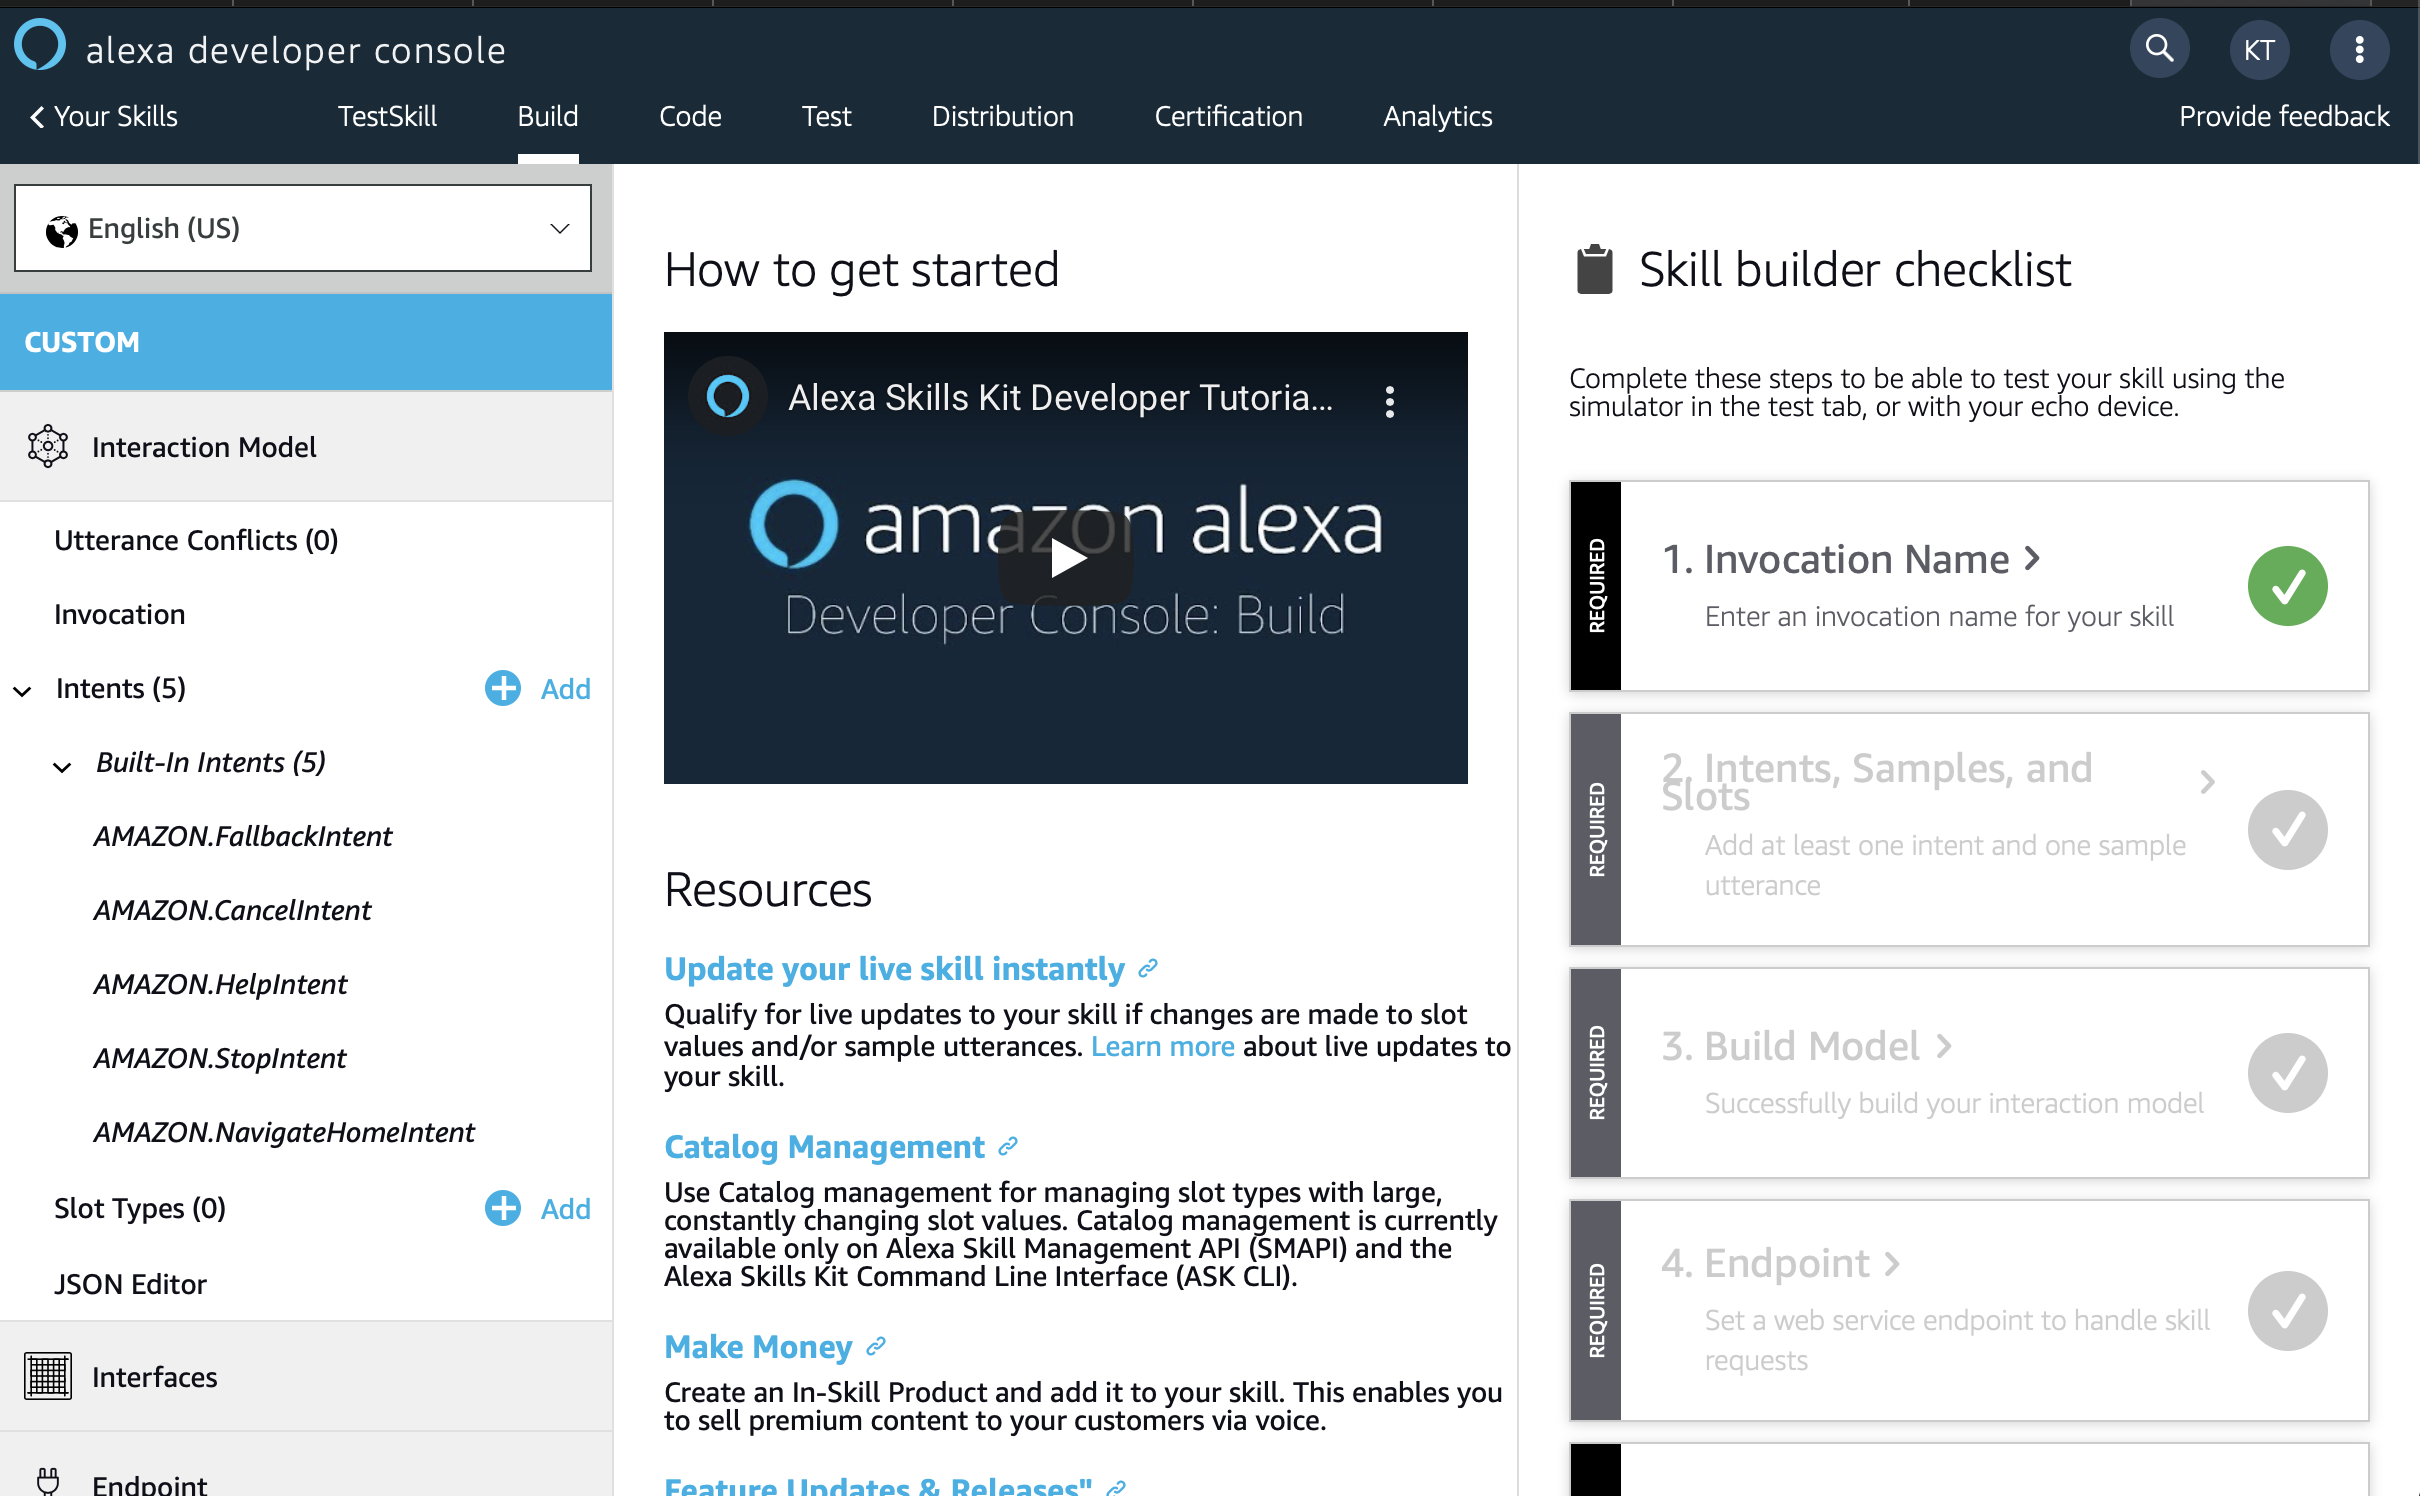 alexa developer console
KT
Your Skills
TestSkill
Build
Code
Test
Distribution
Certification
Analytics
Provide feedback
English (US)
CUSTOM
Interaction Model
Utterance Conflicts (0)
Invocation
Intents (5)
Add
Built-In Intents (5)
AMAZON.FallbackIntent
AMAZON.CancelIntent
AMAZON.HelpIntent
AMAZON.StopIntent
AMAZON.NavigateHomeIntent
Slot Types (0)
Add
JSON Editor
Interfaces
Endpoint
How to get started
Alexa Skills Kit Developer Tutoria...
amazon alexa
Developer Console: Build
Resources
Update your live skill instantly
Qualify for live updates to your skill if changes are made to slot
values and/or sample utterances. Learn more about live updates to
your skill.
Catalog Management
Use Catalog management for managing slot types with large,
constantly changing slot values. Catalog management is currently
available only on Alexa Skill Management API (SMAPI) and the
Alexa Skills Kit Command Line Interface (ASK CLI).
Make Money
Create an In-Skill Product and add it to your skill. This enables you
to sell premium content to your customers via voice.
Feature Updates & Releases"
Skill builder checklist
Complete these steps to be able to test your skill using the
simulator in the test tab, or with your echo device.
REQUIRED
1. Invocation Name
Enter an invocation name for your skill
REQUIRED
2. Intents, Samples, and
Slots
Add at least one intent and one sample
utterance
REQUIRED
3. Build Model
Successfully build your interaction model
REQUIRED
4. Endpoint
Set a web service endpoint to handle skill
requests